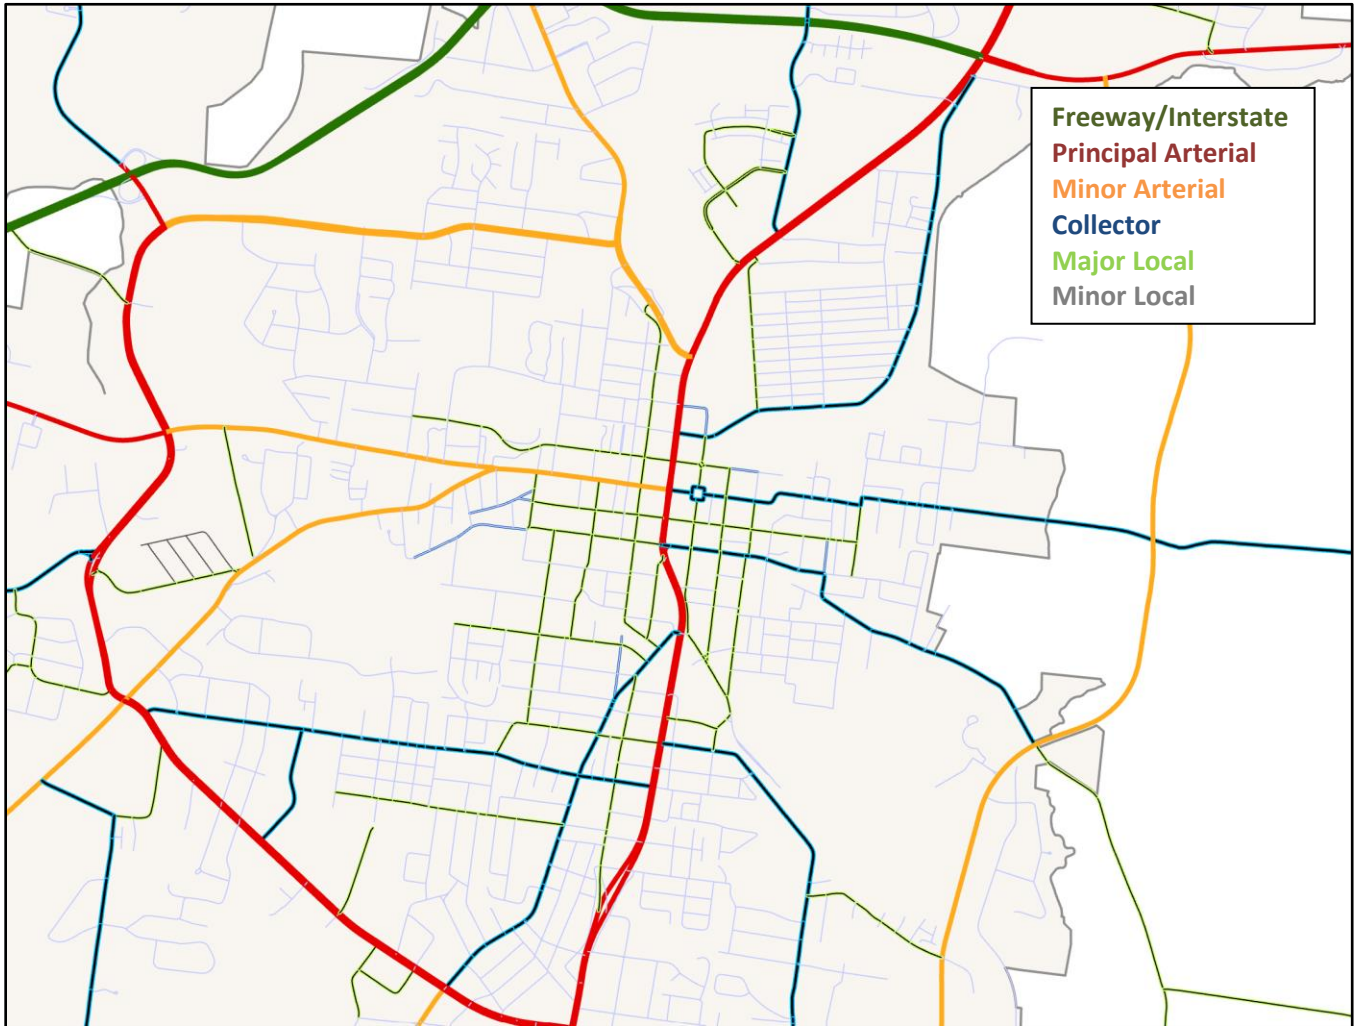 Freeway/Interstate
Principal Arterial
Minor Arterial
Collector
Major Local
Minor Local